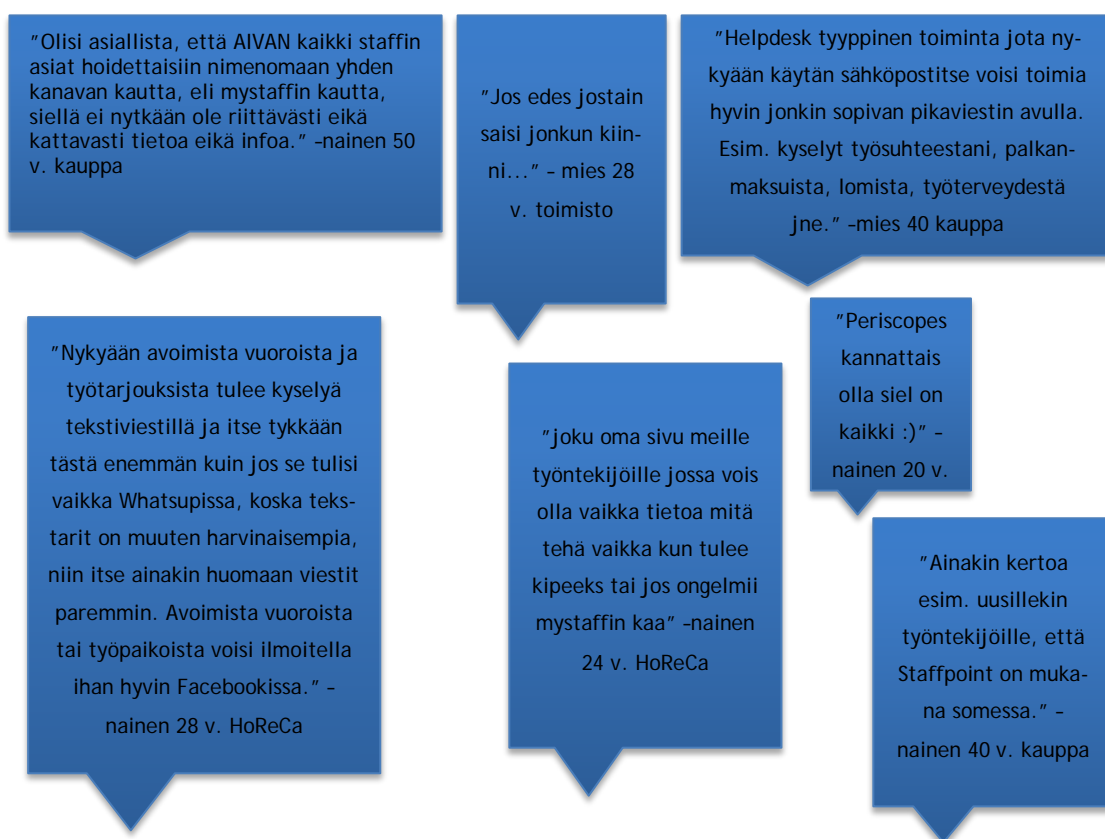 ”Olisi asiallista, että AIVAN kaikki staffin
asiat hoidettaisiin nimenomaan yhden
kanavan kautta, eli mystaffin kautta,
siellä ei nytkään ole riittävästi eikä
kattavasti tietoa eikä infoa.” –nainen 50
v. kauppa
”Jos edes jostain
saisi jonkun kiin-
ni...” – mies 28
v. toimisto
”Helpdesk tyyppinen toiminta jota ny-
kyään käytän sähköpostitse voisi toimia
hyvin jonkin sopivan pikaviestin avulla.
Esim. kyselyt työsuhteestani, palkan-
maksuista, lomista, työterveydestä
jne.” –mies 40 kauppa
”Nykyään avoimista vuoroista ja
työtarjouksista tulee kyselyä
tekstiviestillä ja itse tykkään
tästä enemmän kuin jos se tulisi
vaikka Whatsupissa, koska teks-
tarit on muuten harvinaisempia,
niin itse ainakin huomaan viestit
paremmin. Avoimista vuoroista
tai työpaikoista voisi ilmoitella
ihan hyvin Facebookissa.” –
nainen 28 v. HoReCa
”joku oma sivu meille
työntekijöille jossa vois
olla vaikka tietoa mitä
tehä vaikka kun tulee
kipeeks tai jos ongelmii
mystaffin kaa” –nainen
24 v. HoReCa
”Periscopes
kannattais
olla siel on
kaikki :)” –
nainen 20 v.
”Ainakin kertoa
esim. uusillekin
työntekijöille, että
Staffpoint on muka-
na somessa.” –
nainen 40 v. kauppa